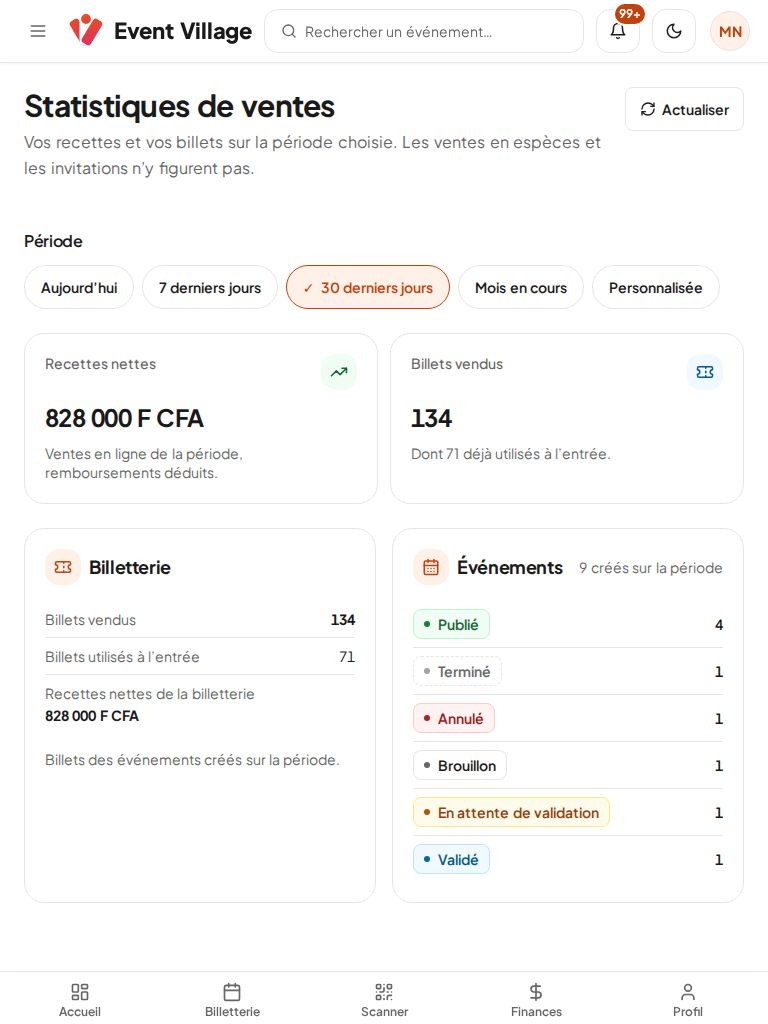 Event Village
Rechercher un événement…
99+
MN
Statistiques de ventes
Actualiser
Vos recettes et vos billets sur la période choisie. Les ventes en espèces et
les invitations n’y figurent pas.
Période
Aujourd’hui
7 derniers jours
✓ 30 derniers jours
Mois en cours
Personnalisée
Recettes nettes
828 000 F CFA
Ventes en ligne de la période,
remboursements déduits.
Billets vendus
134
Dont 71 déjà utilisés à l’entrée.
Billetterie
Billets vendus 134
Billets utilisés à l’entrée 71
Recettes nettes de la billetterie
828 000 F CFA
Billets des événements créés sur la période.
Événements 9 créés sur la période
Publié 4
Terminé 1
Annulé 1
Brouillon 1
En attente de validation 1
Validé 1
Accueil
Billetterie
Scanner
Finances
Profil